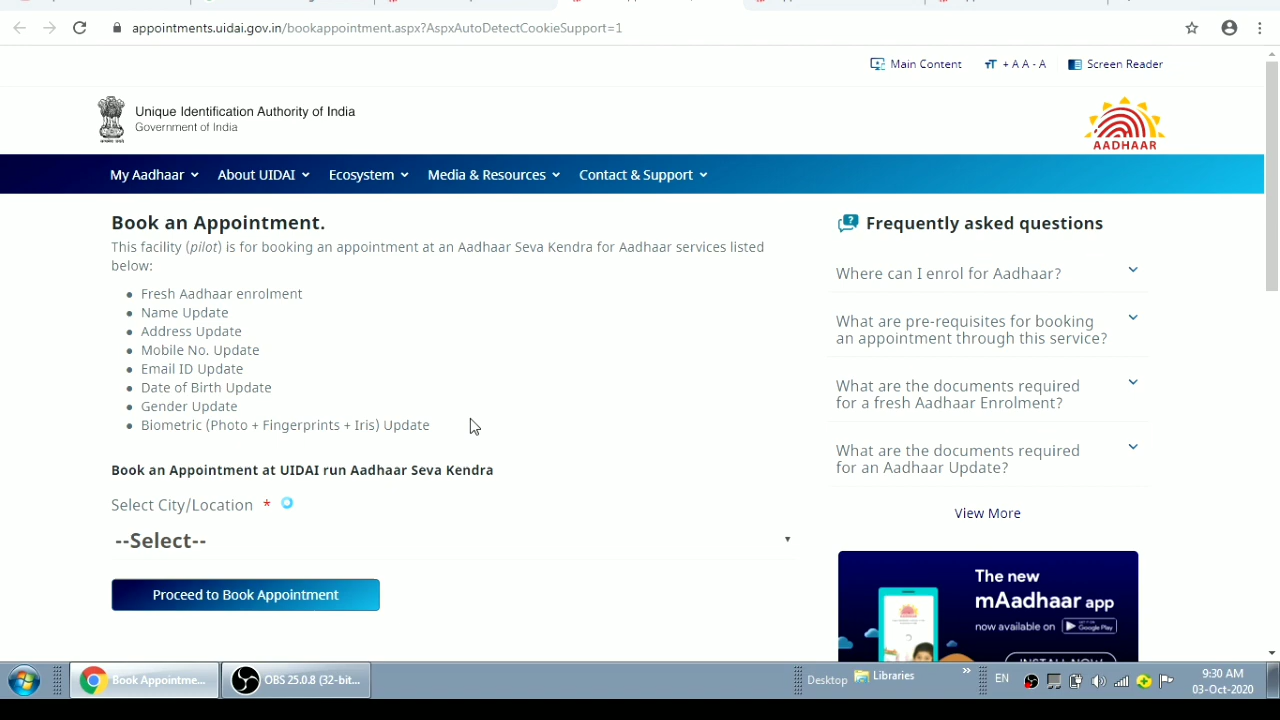 appointments.uidai.gov.in/bookappointment.aspx?AspxAutoDetectCookieSupport=1
Main Content
+ A A - A
Screen Reader
Unique Identification Authority of India
Government of India
AADHAAR
My Aadhaar
About UIDAI
Ecosystem
Media & Resources
Contact & Support
Book an Appointment.
This facility (pilot) is for booking an appointment at an Aadhaar Seva Kendra for Aadhaar services listed
below:
Fresh Aadhaar enrolment
Name Update
Address Update
Mobile No. Update
Email ID Update
Date of Birth Update
Gender Update
Biometric (Photo + Fingerprints + Iris) Update
Book an Appointment at UIDAI run Aadhaar Seva Kendra
Select City/Location *
--Select--
Proceed to Book Appointment
Frequently asked questions
Where can I enrol for Aadhaar?
What are pre-requisites for booking
an appointment through this service?
What are the documents required
for a fresh Aadhaar Enrolment?
What are the documents required
for an Aadhaar Update?
View More
The new
mAadhaar app
now available on Google Play
INSTALL NOW
Book Appointme...
OBS 25.0.8 (32-bit...
Desktop
Libraries
EN
9:30 AM
03-Oct-2020